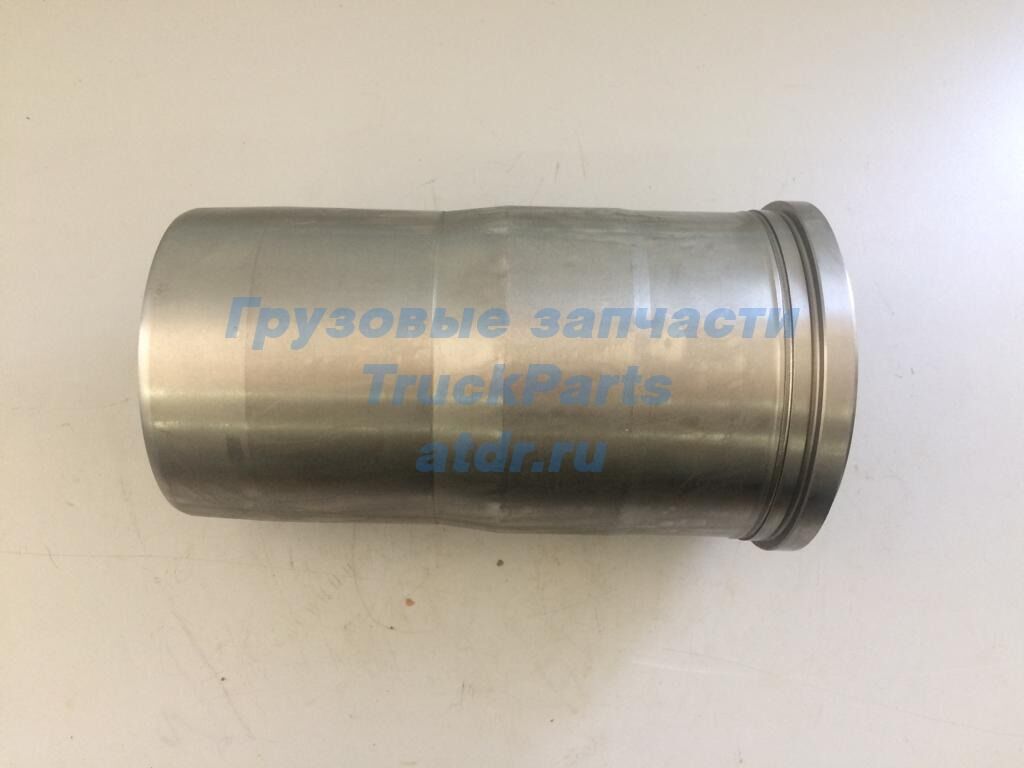 Грузовые запчасти
TruckParts
atdr.ru